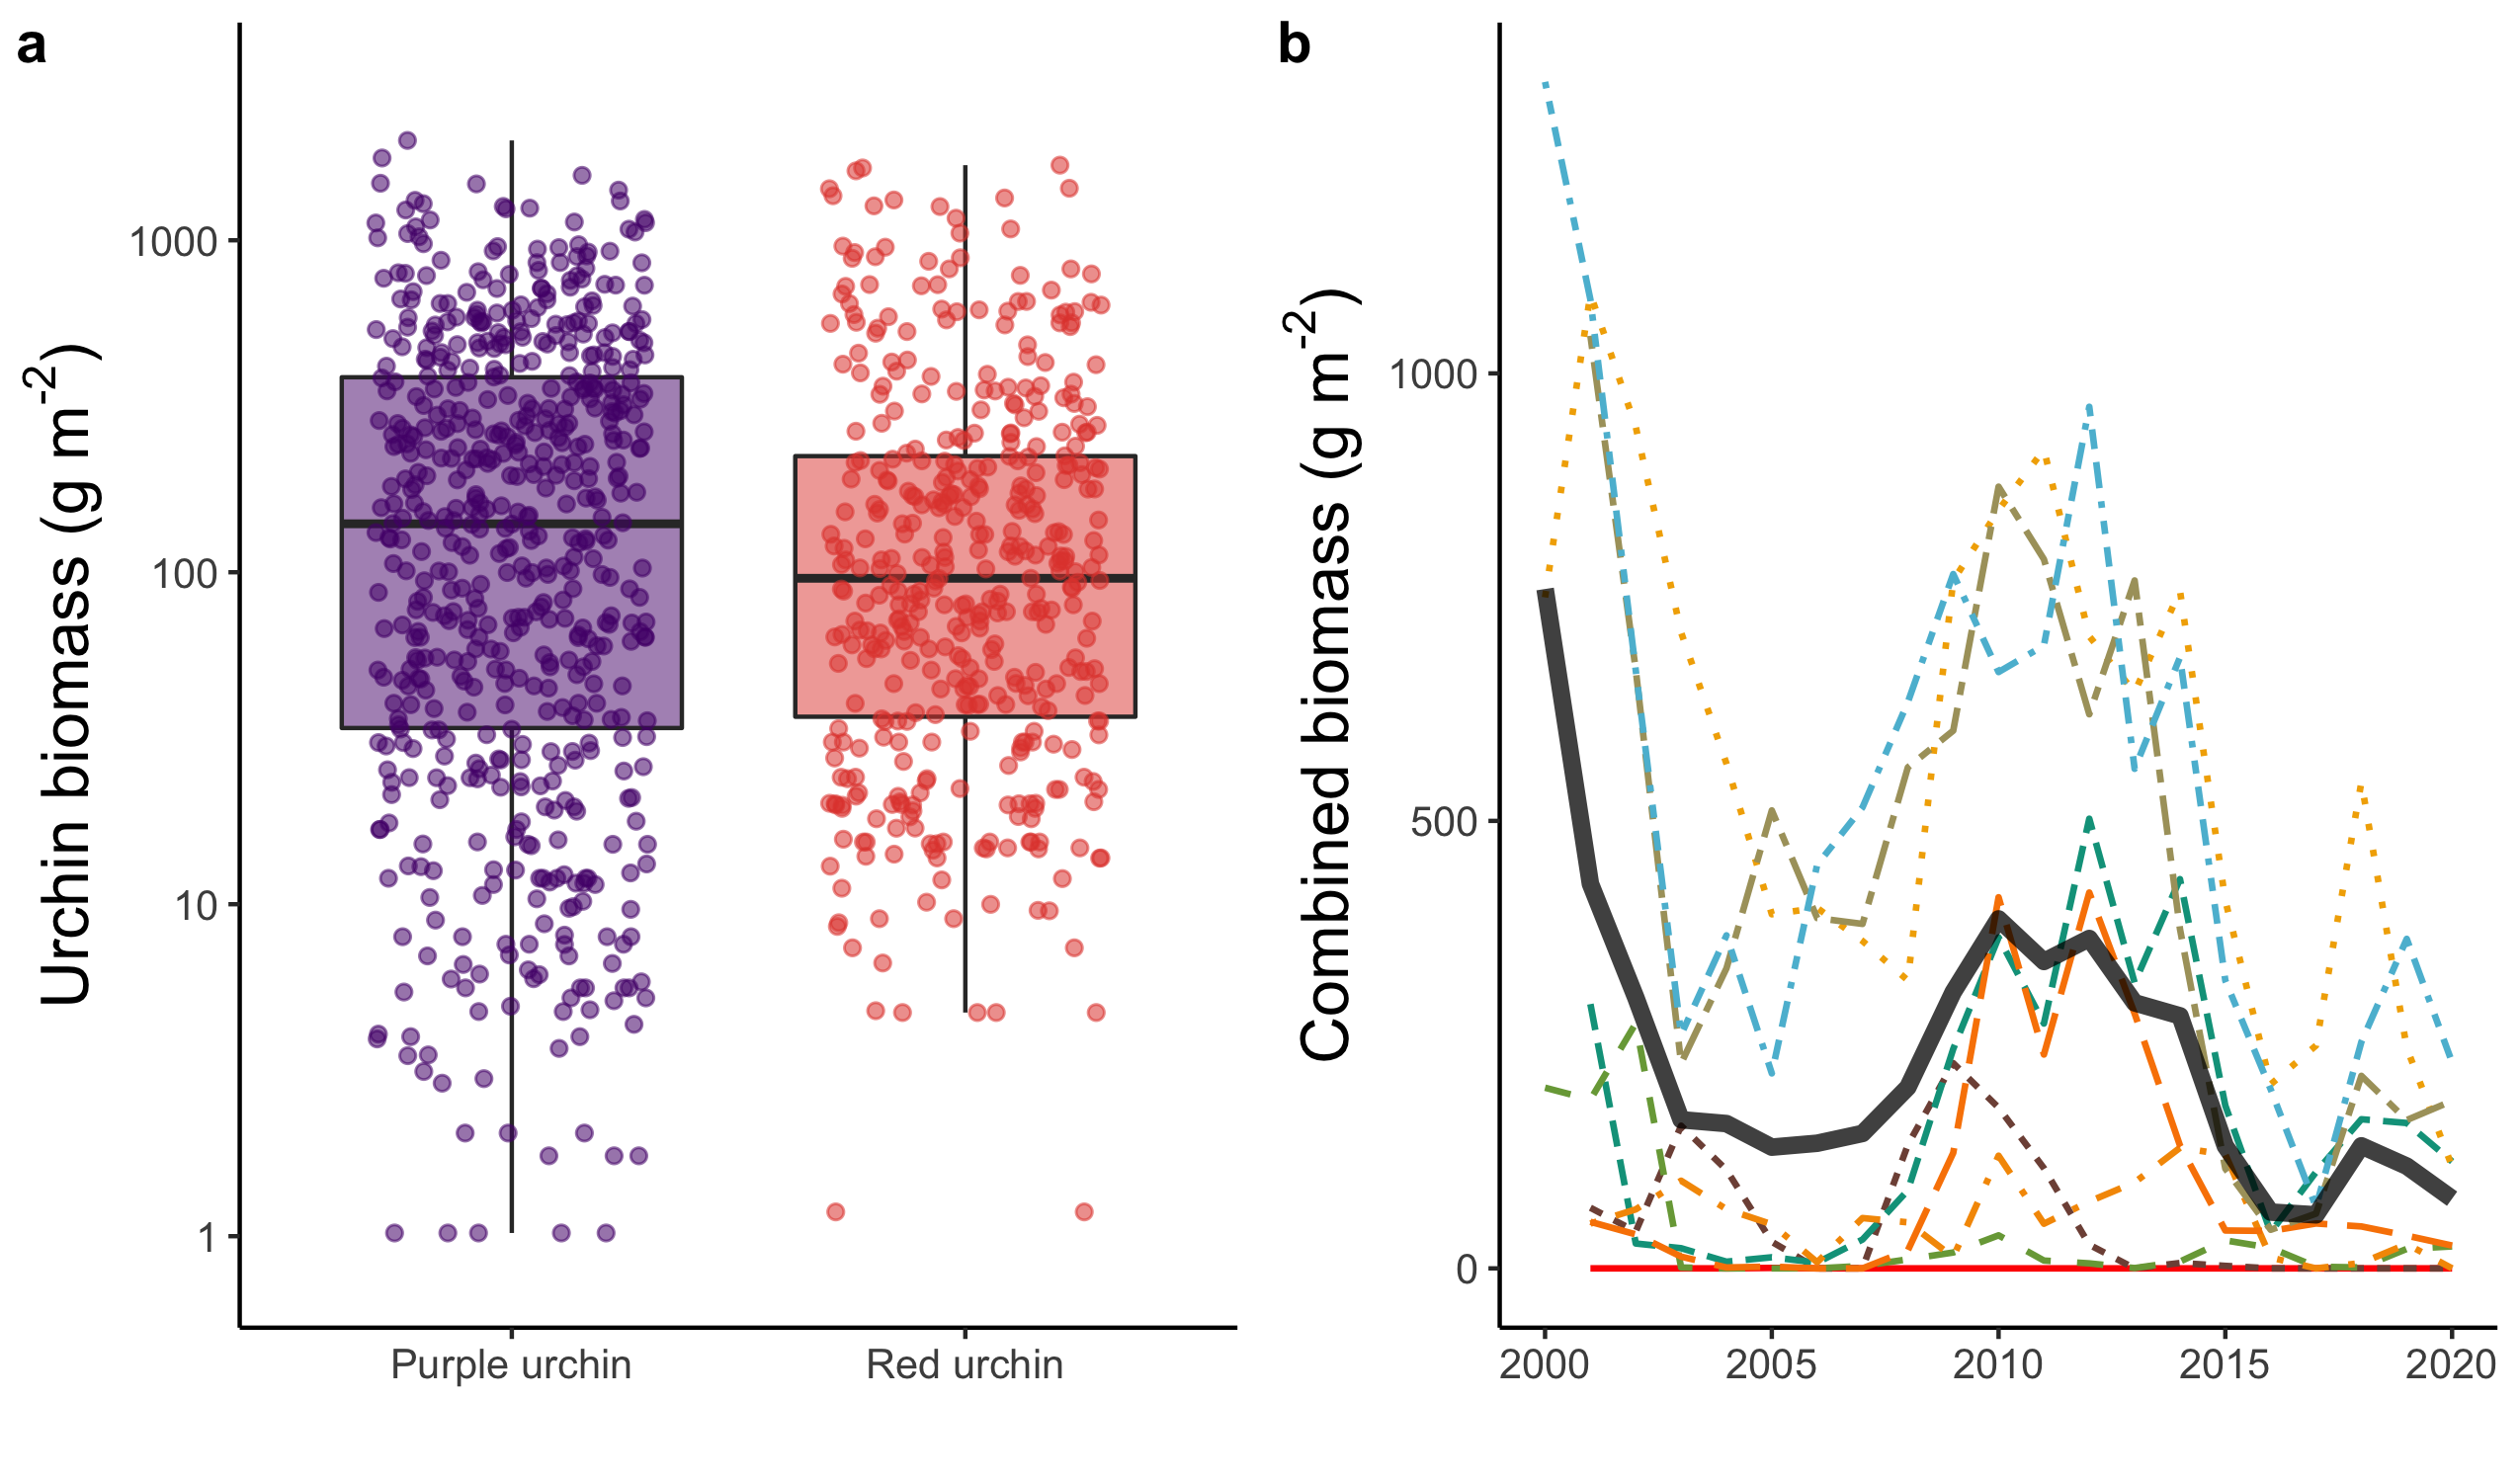 a
Urchin biomass (g m-2)
1000
100
10
1
Purple urchin
Red urchin
b
Combined biomass (g m-2)
1000
500
0
2000
2005
2010
2015
2020